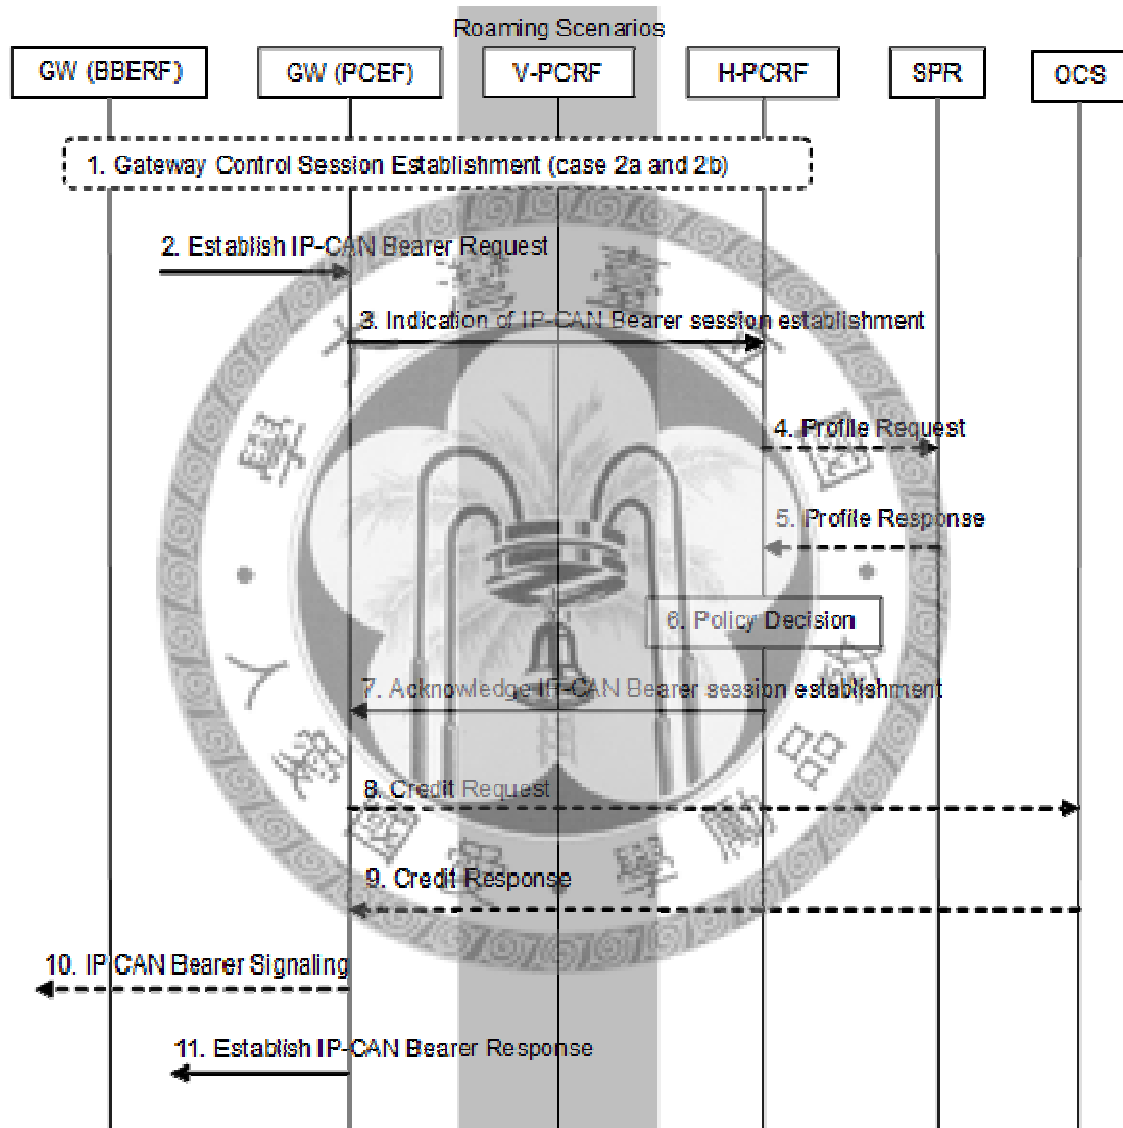 Roaming Scenarios
GW (BBERF)
GW (PCEF)
V-PCRF
H-PCRF
SPR
OCS
1. Gateway Control Session Establishment (case 2a and 2b)
2. Establish IP-CAN Bearer Request
3. Indication of IP-CAN Bearer session establishment
4. Profile Request
5. Profile Response
6. Policy Decision
7. Acknowledge IP-CAN Bearer session establishment
8. Credit Request
9. Credit Response
10. IP CAN Bearer Signaling
11. Establish IP-CAN Bearer Response